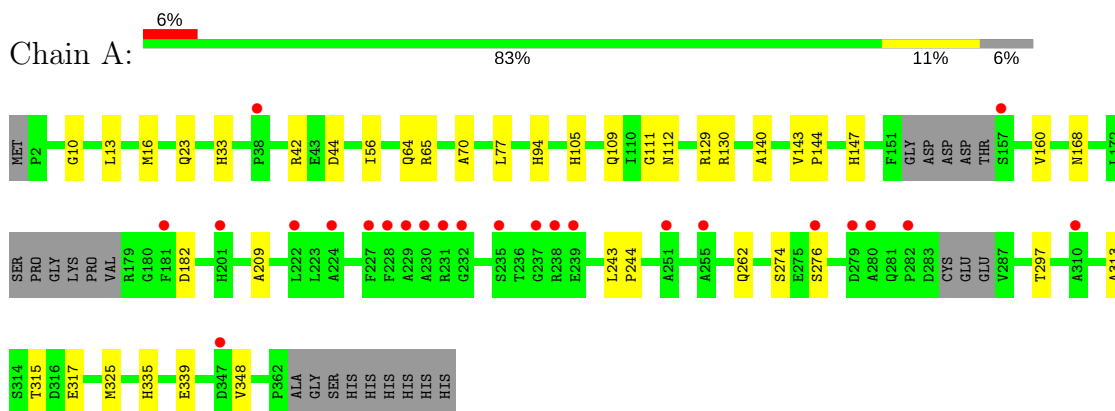 6%
Chain A:
83% 11% 6%
MET P2 G10 L13 M16 Q23 H33 P38 R42 E43 D44 I56 Q64 R65 A70 L77 H94 H105 Q109 I110 G111 N112 R129 R130 A140 V143 P144 H147 F151 GLY ASP ASP ASP THR S157 V160 N168 L172
SER PRO GLY LYS PRO VAL R179 G180 F181 D182 H201 A209 L222 L223 A224 F227 F228 A229 A230 R231 G232 S235 T236 G237 R238 E239 L243 P244 A251 A255 Q262 S274 E275 S276 D279 A280 Q281 P282 D283 CYS GLU GLU V287 T297 A310 A313
S314 T315 D316 E317 M325 H335 E339 D347 V348 P362 ALA GLY SER HIS HIS HIS HIS HIS HIS